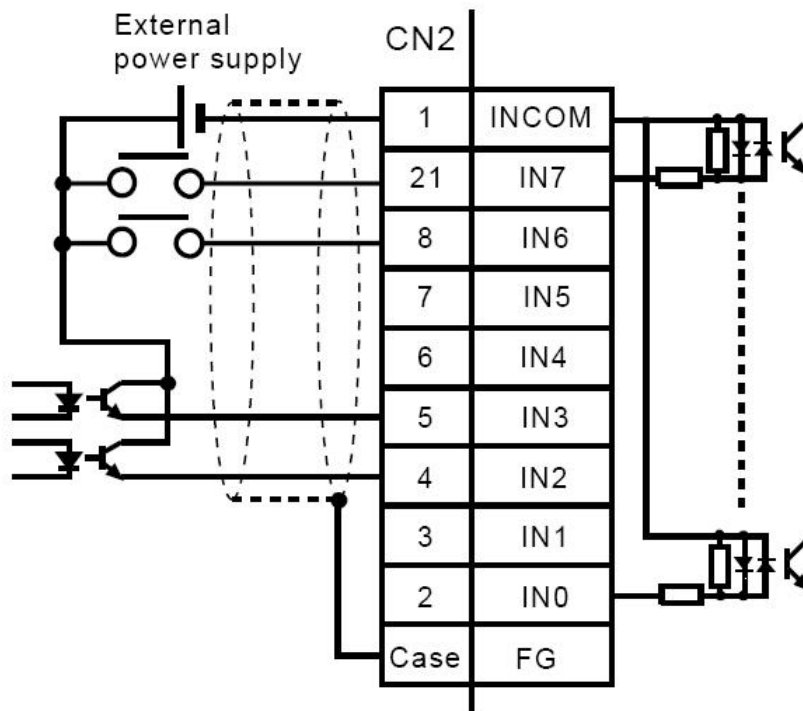 External
power supply
CN2
1 INCOM
21 IN7
8 IN6
7 IN5
6 IN4
5 IN3
4 IN2
3 IN1
2 IN0
Case FG